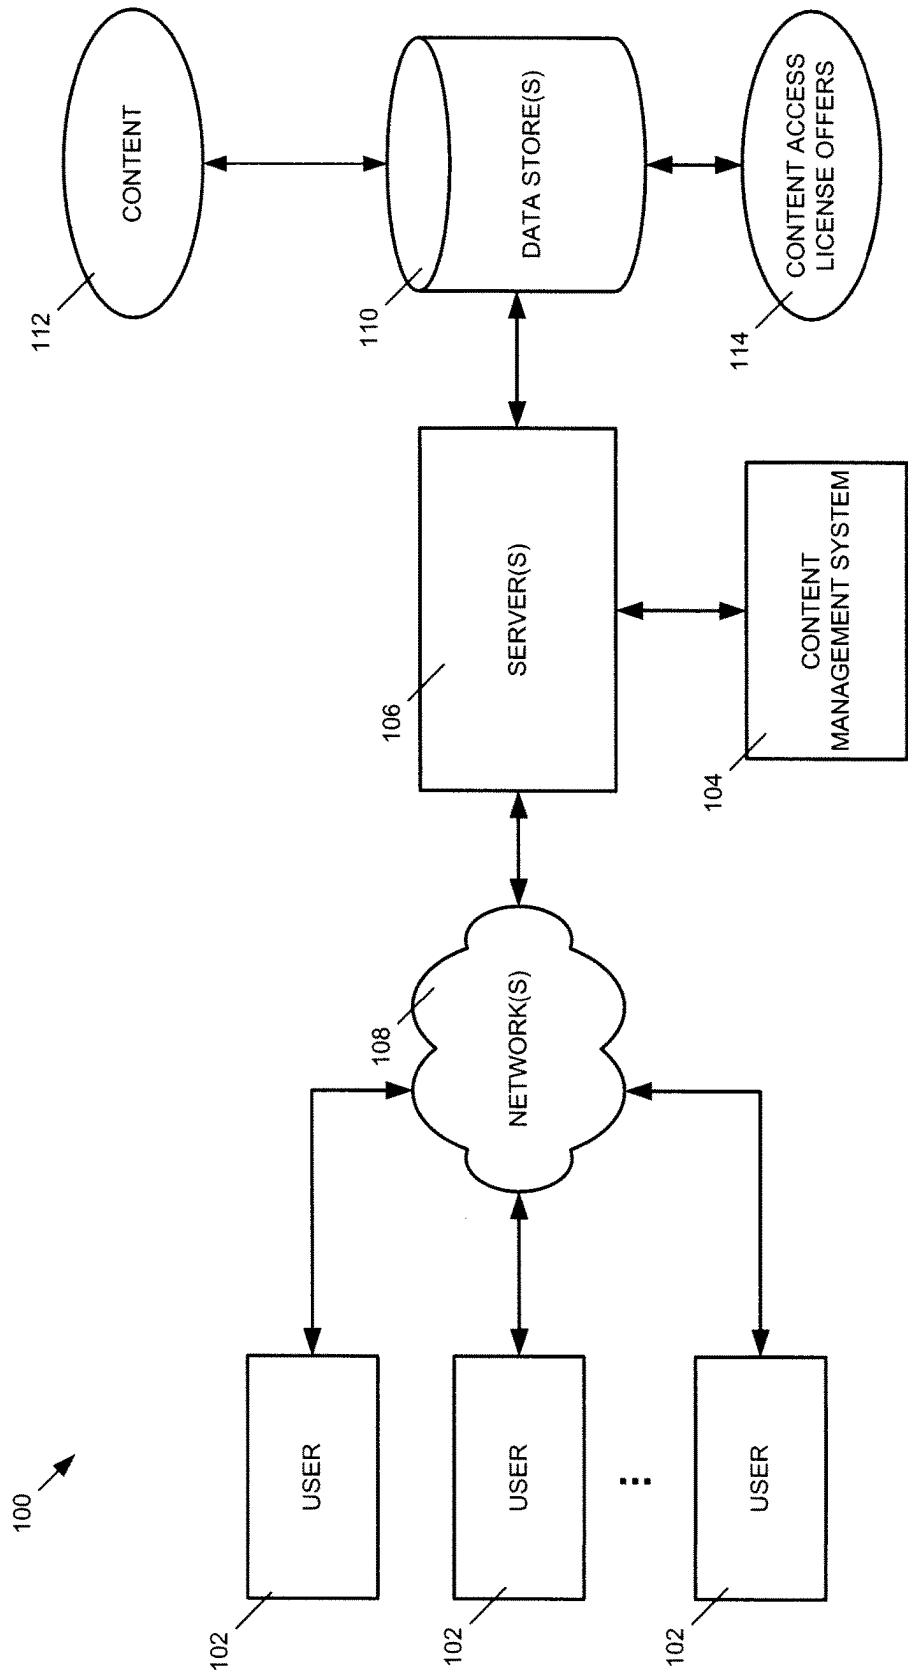 100
USER
102
USER
102
...
USER
102
NETWORK(S)
108
SERVER(S)
106
CONTENT
MANAGEMENT SYSTEM
104
CONTENT
112
DATA STORE(S)
110
CONTENT ACCESS
LICENSE OFFERS
114